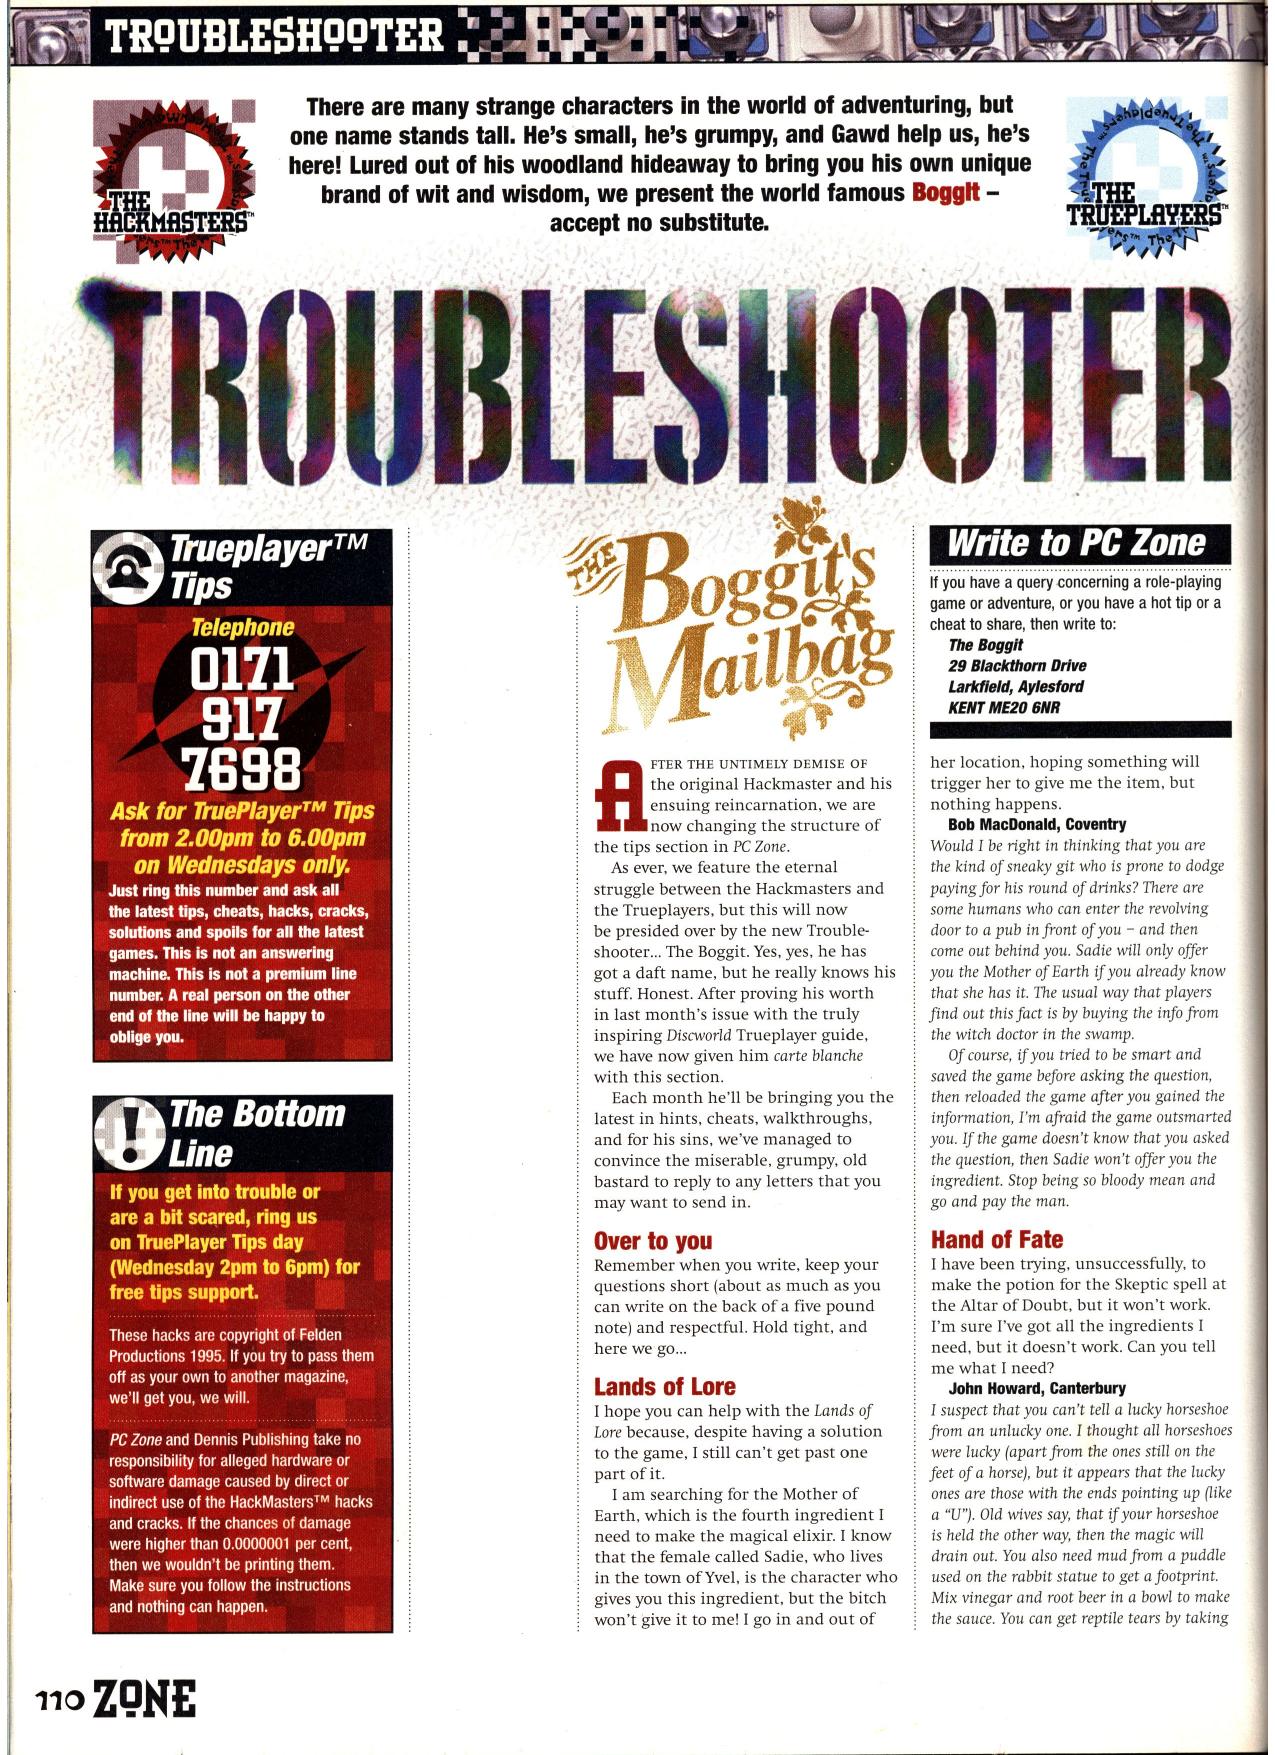 TROUBLESHOOTER
THE
HACKMASTERS™
There are many strange characters in the world of adventuring, but
one name stands tall. He's small, he's grumpy, and Gawd help us, he's
here! Lured out of his woodland hideaway to bring you his own unique
brand of wit and wisdom, we present the world famous BoggIt –
accept no substitute.
THE
TRUEPLAYERS™
TROUBLESHOOTER
Trueplayer™
Tips
Telephone
0171
917
7698
Ask for TruePlayer™ Tips
from 2.00pm to 6.00pm
on Wednesdays only.
Just ring this number and ask all
the latest tips, cheats, hacks, cracks,
solutions and spoils for all the latest
games. This is not an answering
machine. This is not a premium line
number. A real person on the other
end of the line will be happy to
oblige you.
The Bottom
Line
If you get into trouble or
are a bit scared, ring us
on TruePlayer Tips day
(Wednesday 2pm to 6pm) for
free tips support.
These hacks are copyright of Felden
Productions 1995. If you try to pass them
off as your own to another magazine,
we'll get you, we will.
PC Zone and Dennis Publishing take no
responsibility for alleged hardware or
software damage caused by direct or
indirect use of the HackMasters™ hacks
and cracks. If the chances of damage
were higher than 0.0000001 per cent,
then we wouldn't be printing them.
Make sure you follow the instructions
and nothing can happen.
THE
Boggit's
Mailbag
AFTER THE UNTIMELY DEMISE OF
the original Hackmaster and his
ensuing reincarnation, we are
now changing the structure of
the tips section in PC Zone.
As ever, we feature the eternal
struggle between the Hackmasters and
the Trueplayers, but this will now
be presided over by the new Trouble-
shooter... The Boggit. Yes, yes, he has
got a daft name, but he really knows his
stuff. Honest. After proving his worth
in last month's issue with the truly
inspiring Discworld Trueplayer guide,
we have now given him carte blanche
with this section.
Each month he'll be bringing you the
latest in hints, cheats, walkthroughs,
and for his sins, we've managed to
convince the miserable, grumpy, old
bastard to reply to any letters that you
may want to send in.
Over to you
Remember when you write, keep your
questions short (about as much as you
can write on the back of a five pound
note) and respectful. Hold tight, and
here we go...
Lands of Lore
I hope you can help with the Lands of
Lore because, despite having a solution
to the game, I still can't get past one
part of it.
I am searching for the Mother of
Earth, which is the fourth ingredient I
need to make the magical elixir. I know
that the female called Sadie, who lives
in the town of Yvel, is the character who
gives you this ingredient, but the bitch
won't give it to me! I go in and out of
Write to PC Zone
If you have a query concerning a role-playing
game or adventure, or you have a hot tip or a
cheat to share, then write to:
The Boggit
29 Blackthorn Drive
Larkfield, Aylesford
KENT ME20 6NR
her location, hoping something will
trigger her to give me the item, but
nothing happens.
Bob MacDonald, Coventry
Would I be right in thinking that you are
the kind of sneaky git who is prone to dodge
paying for his round of drinks? There are
some humans who can enter the revolving
door to a pub in front of you – and then
come out behind you. Sadie will only offer
you the Mother of Earth if you already know
that she has it. The usual way that players
find out this fact is by buying the info from
the witch doctor in the swamp.
Of course, if you tried to be smart and
saved the game before asking the question,
then reloaded the game after you gained the
information, I'm afraid the game outsmarted
you. If the game doesn't know that you asked
the question, then Sadie won't offer you the
ingredient. Stop being so bloody mean and
go and pay the man.
Hand of Fate
I have been trying, unsuccessfully, to
make the potion for the Skeptic spell at
the Altar of Doubt, but it won't work.
I'm sure I've got all the ingredients I
need, but it doesn't work. Can you tell
me what I need?
John Howard, Canterbury
I suspect that you can't tell a lucky horseshoe
from an unlucky one. I thought all horseshoes
were lucky (apart from the ones still on the
feet of a horse), but it appears that the lucky
ones are those with the ends pointing up (like
a "U"). Old wives say, that if your horseshoe
is held the other way, then the magic will
drain out. You also need mud from a puddle
used on the rabbit statue to get a footprint.
Mix vinegar and root beer in a bowl to make
the sauce. You can get reptile tears by taking
110 ZONE